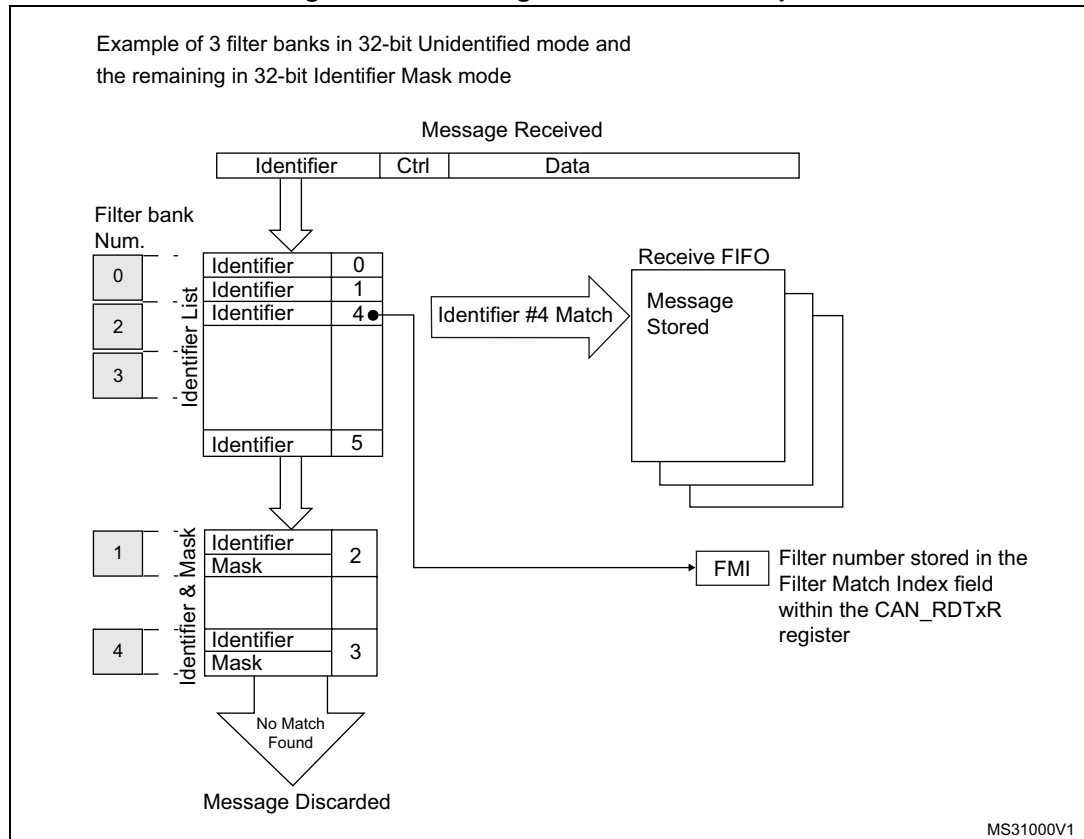 Example of 3 filter banks in 32-bit Unidentified mode and
the remaining in 32-bit Identifier Mask mode
Message Received
Identifier Ctrl Data
Filter bank
Num.
0
2
3
Identifier List
Identifier 0
Identifier 1
Identifier 4
Identifier 5
Identifier #4 Match
Receive FIFO
Message
Stored
1
4
Identifier & Mask
Identifier
Mask
2
Identifier
Mask
3
FMI
Filter number stored in the
Filter Match Index field
within the CAN_RDTxR
register
No Match
Found
Message Discarded
MS31000V1